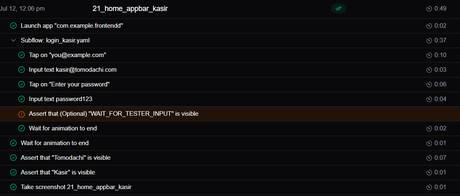 Jul 12, 12:06 pm 21_home_appbar_kasir 0:49
Launch app "com.example.frontendd" 0:02
Subflow: login_kasir.yaml 0:37
Tap on "you@example.com" 0:10
Input text kasir@tomodachi.com 0:03
Tap on "Enter your password" 0:06
Input text password123 0:04
Assert that (Optional) "WAIT_FOR_TESTER_INPUT" is visible
Wait for animation to end 0:02
Wait for animation to end 0:01
Assert that "Tomodachi" is visible 0:07
Assert that "Kasir" is visible 0:01
Take screenshot 21_home_appbar_kasir 0:01